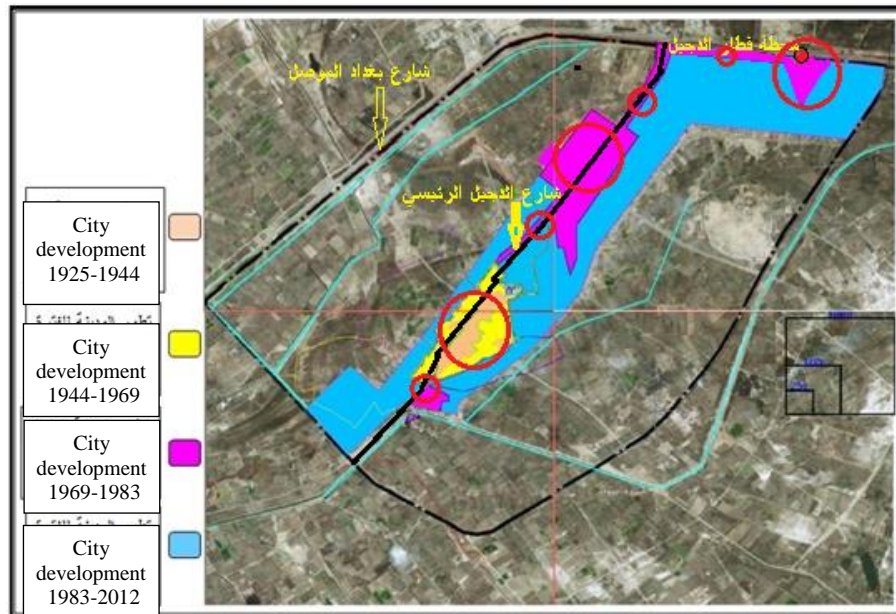 محطة قطار الدجيل
شارع بغداد الموصل
شارع الدجيل الرئيسي
City
development
1925-1944
City
development
1944-1969
City
development
1969-1983
City
development
1983-2012